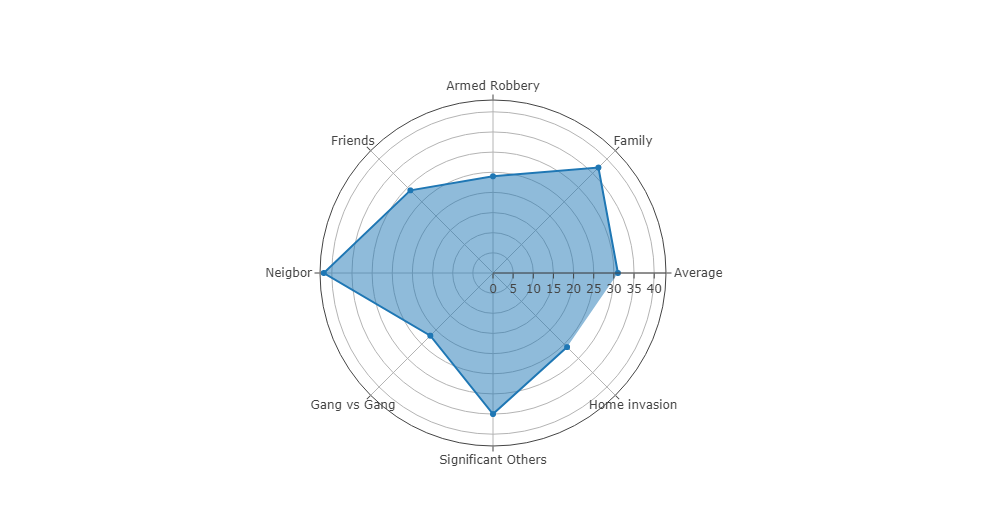 Armed Robbery
Friends
Family
Neigbor
Average
0 5 10 15 20 25 30 35 40
Gang vs Gang
Home invasion
Significant Others